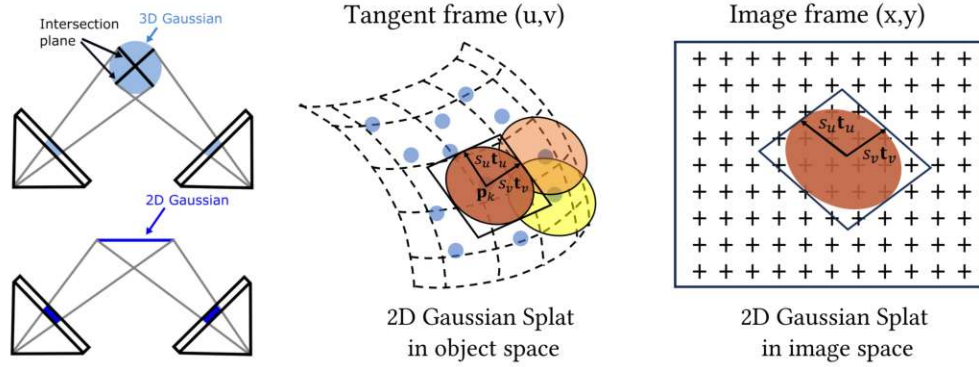 Intersection
plane
3D Gaussian
2D Gaussian
Tangent frame (u,v)
s_u t_u
s_v t_v
p_k
2D Gaussian Splat
in object space
Image frame (x,y)
s_u t_u
s_v t_v
2D Gaussian Splat
in image space